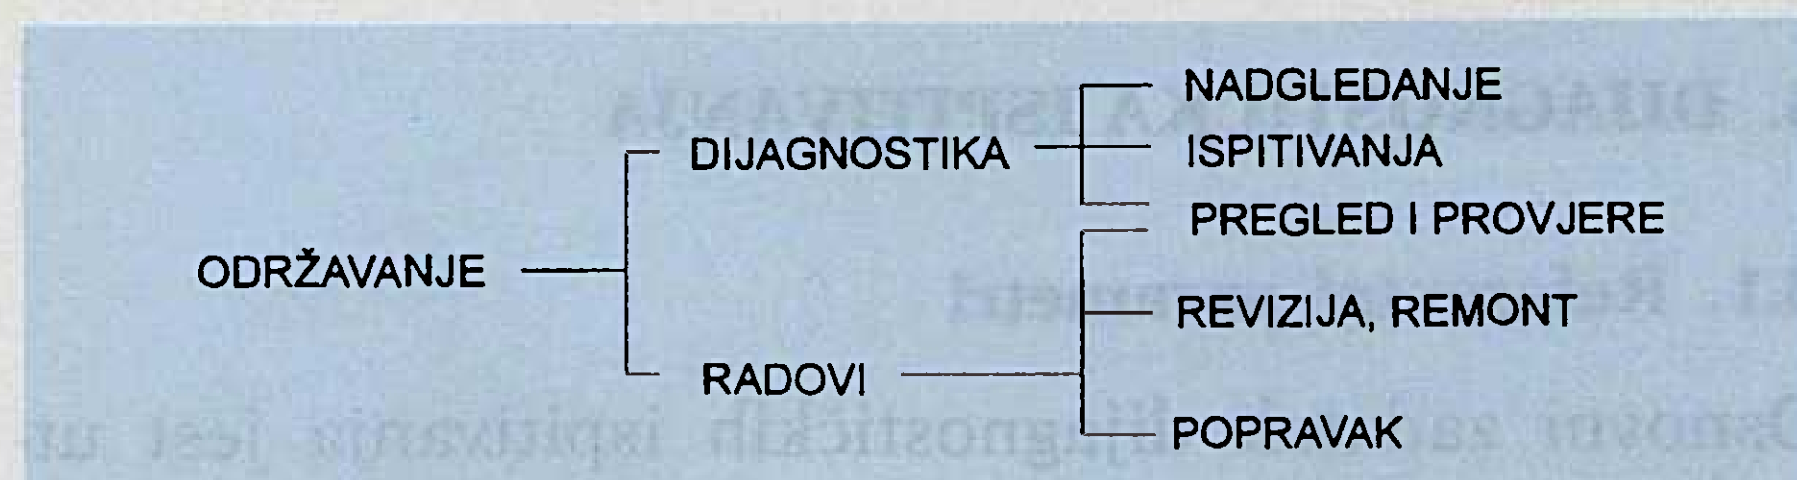 NADGLEDANJE
DIJAGNOSTIKA
ISPITIVANJA
PREGLED I PROVJERE
ODRŽAVANJE
REVIZIJA, REMONT
RADOVI
POPRAVAK